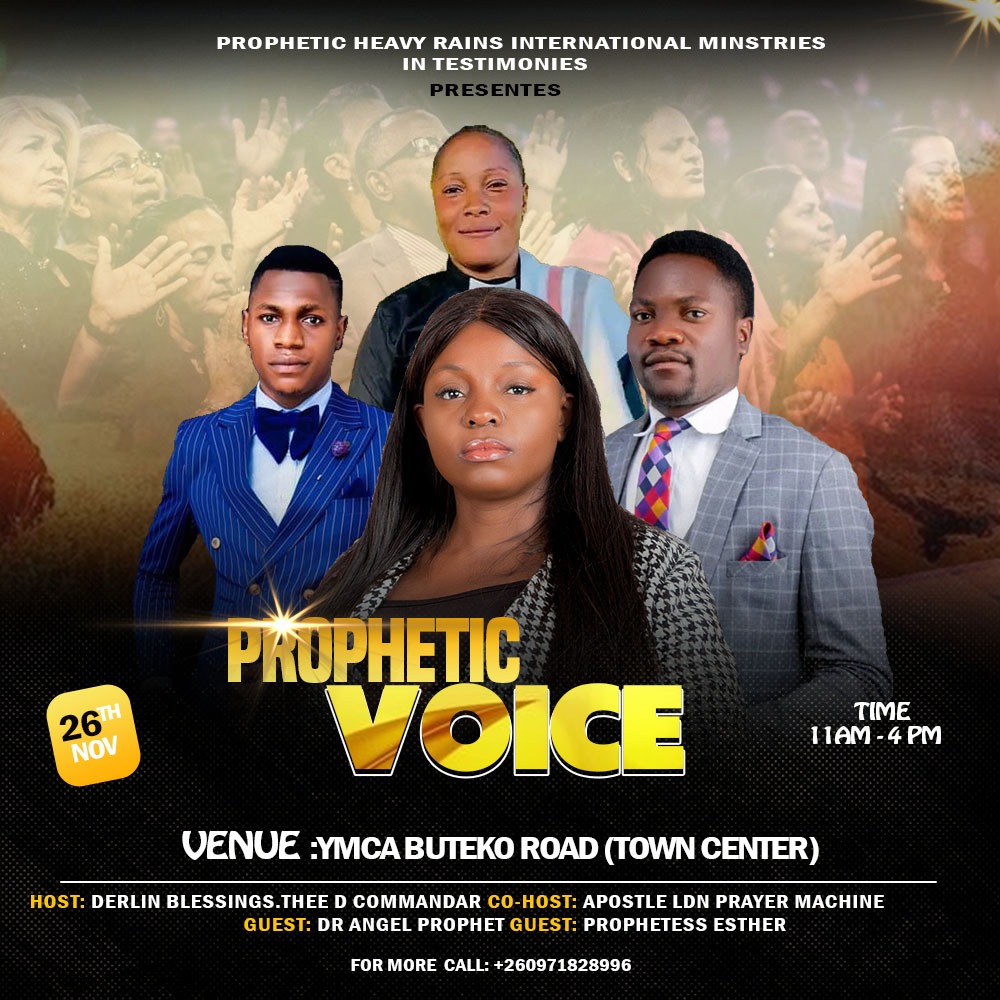 PROPHETIC HEAVY RAINS INTERNATIONAL MINSTRIES
IN TESTIMONIES
PRESENTES
PROPHETIC
VOICE
26TH
NOV
TIME
11AM - 4 PM
VENUE :YMCA BUTEKO ROAD (TOWN CENTER)
HOST: DERLIN BLESSINGS.THEE D COMMANDAR CO-HOST: APOSTLE LDN PRAYER MACHINE
GUEST: DR ANGEL PROPHET GUEST: PROPHETESS ESTHER
FOR MORE CALL: +260971828996